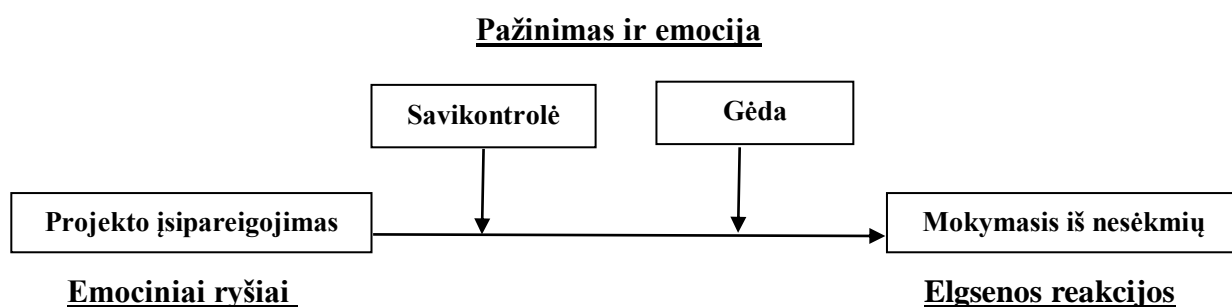 Pažinimas ir emocija
Savikontrolė
Gėda
Projekto įsipareigojimas
Mokymasis iš nesėkmių
Emociniai ryšiai
Elgsenos reakcijos